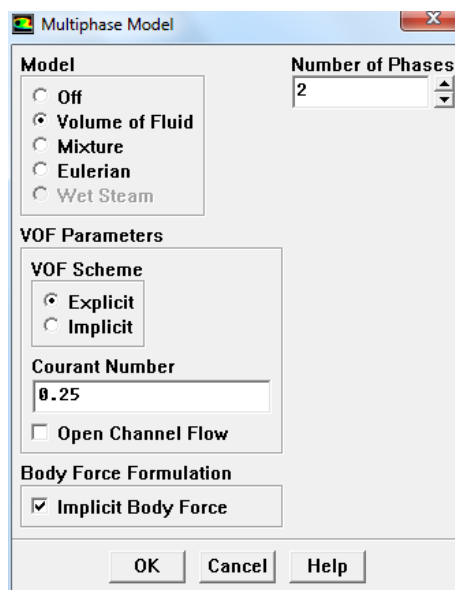 Multiphase Model
Model
Off
Volume of Fluid
Mixture
Eulerian
Wet Steam
Number of Phases
2
VOF Parameters
VOF Scheme
Explicit
Implicit
Courant Number
0.25
Open Channel Flow
Body Force Formulation
Implicit Body Force
OK Cancel Help